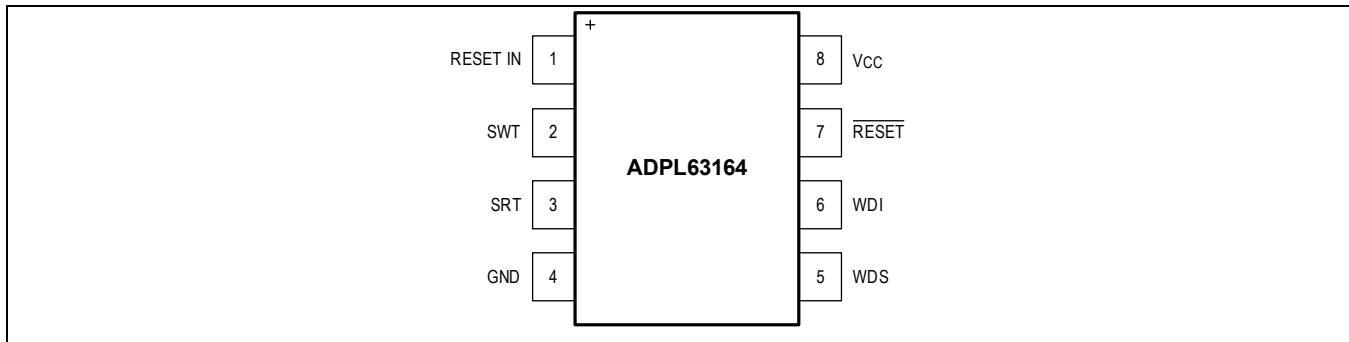 +
RESET IN 1
8 VCC
SWT 2
7 RESET
ADPL63164
SRT 3
6 WDI
GND 4
5 WDS